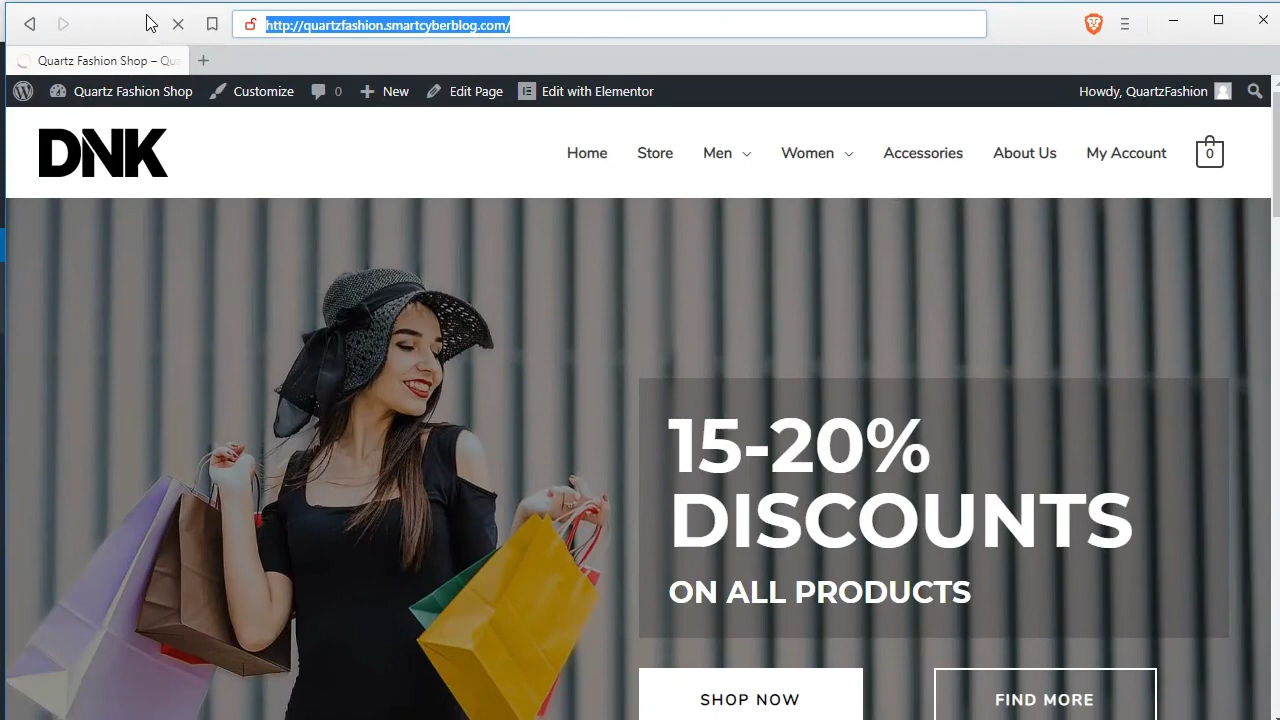 http://quartzfashion.smartcyberblog.com/
Quartz Fashion Shop – Qua
Quartz Fashion Shop Customize 0 New Edit Page Edit with Elementor Howdy, QuartzFashion
DNK Home Store Men Women Accessories About Us My Account 0
15-20%
DISCOUNTS
ON ALL PRODUCTS
SHOP NOW FIND MORE